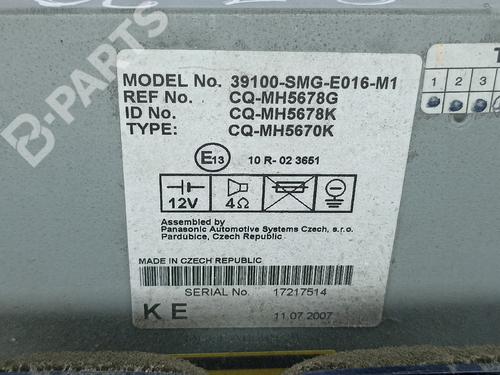 MODEL No. 39100-SMG-E016-M1
REF No. CQ-MH5678G
ID No. CQ-MH5678K
TYPE: CQ-MH5670K
E13 10 R- 02 3651
12V 4Ω
Assembled by
Panasonic Automotive Systems Czech, s.r.o.
Pardubice, Czech Republic
MADE IN CZECH REPUBLIC
SERIAL No. 17217514
K E 11.07.2007
T
1 2 3